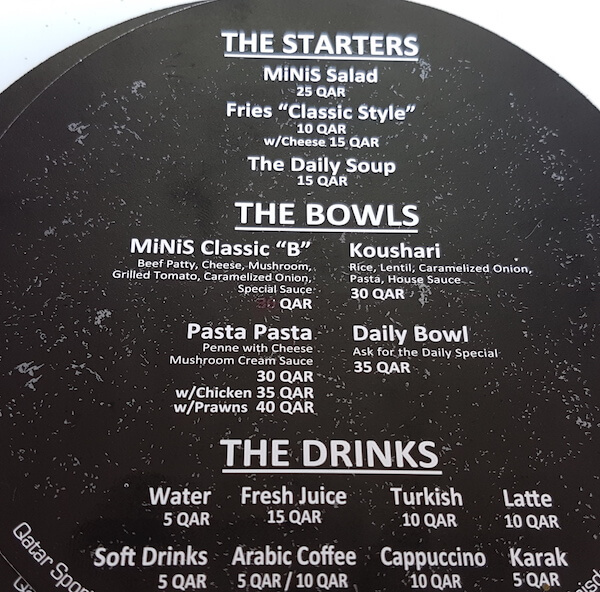 THE STARTERS
MiNiS Salad
25 QAR
Fries "Classic Style"
10 QAR
w/Cheese 15 QAR
The Daily Soup
15 QAR
THE BOWLS
MiNiS Classic "B"
Beef Patty, Cheese, Mushroom,
Grilled Tomato, Caramelized Onion,
Special Sauce
QAR
Koushari
Rice, Lentil, Caramelized Onion,
Pasta, House Sauce
30 QAR
Pasta Pasta
Penne with Cheese
Mushroom Cream Sauce
30 QAR
w/Chicken 35 QAR
w/Prawns 40 QAR
Daily Bowl
Ask for the Daily Special
35 QAR
THE DRINKS
Water Fresh Juice Turkish Latte
5 QAR 15 QAR 10 QAR 10 QAR
Soft Drinks Arabic Coffee Cappuccino Karak
5 QAR 5 QAR / 10 QAR 10 QAR 5 QAR
Qatar